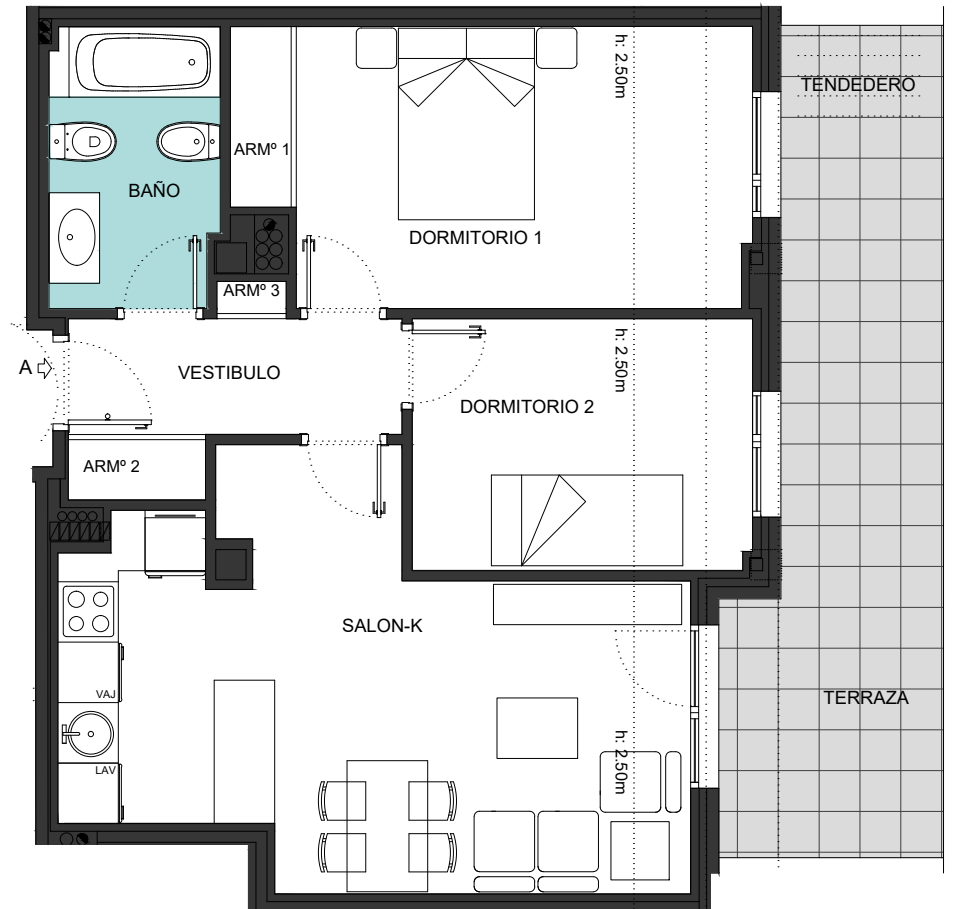 h: 2.50m
TENDEDERO
ARMº 1
BAÑO
DORMITORIO 1
ARMº 3
h: 2.50m
A
VESTIBULO
DORMITORIO 2
ARMº 2
SALON-K
VAJ
TERRAZA
h: 2.50m
LAV